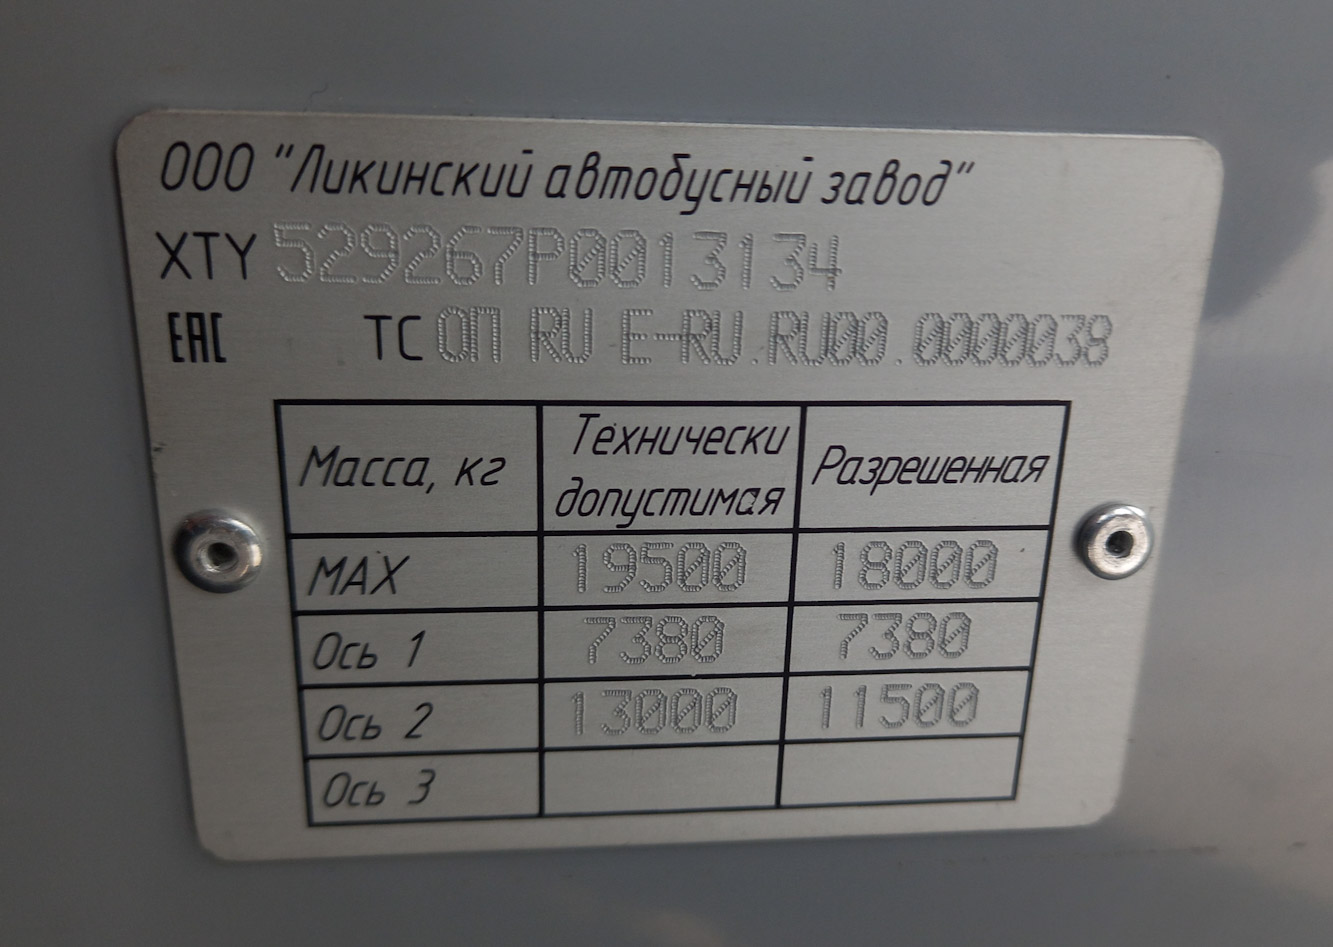 ООО "Ликинский автобусный завод"
XTY 529267P0013134
EAC ТС ОП RU E-RU.RU00.0000038
Масса, кг Технически допустимая Разрешенная
MAX 19500 18000
Ось 1 7380 7380
Ось 2 13000 11500
Ось 3